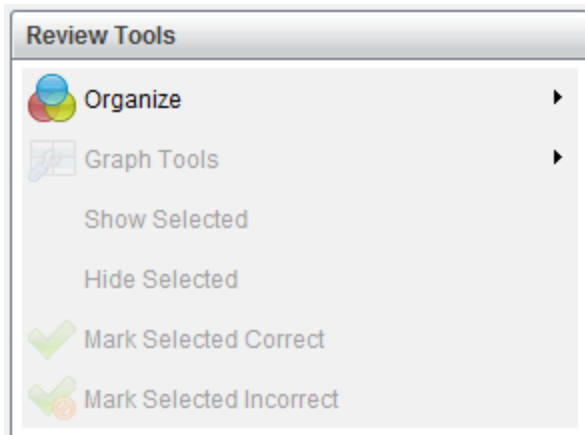 Review Tools
Organize
Graph Tools
Show Selected
Hide Selected
Mark Selected Correct
Mark Selected Incorrect